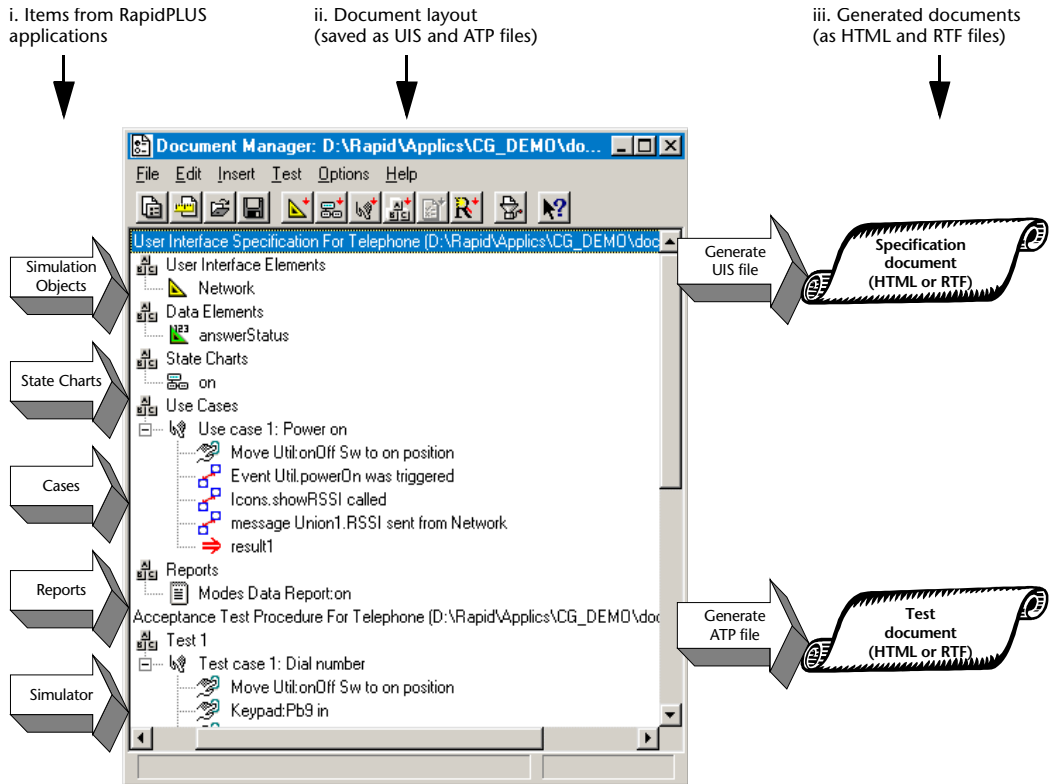 i. Items from RapidPLUS
applications
ii. Document layout
(saved as UIS and ATP files)
iii. Generated documents
(as HTML and RTF files)
Document Manager: D:\Rapid\Applics\CG_DEMO\do...
File Edit Insert Test Options Help
User Interface Specification For Telephone (D:\Rapid\Applics\CG_DEMO\doc
User Interface Elements
Network
Data Elements
123
answerStatus
State Charts
on
Use Cases
Use case 1: Power on
Move Util:onOff Sw to on position
Event Util.powerOn was triggered
Icons.showRSSI called
message Union1.RSSI sent from Network
result1
Reports
Modes Data Report:on
Acceptance Test Procedure For Telephone (D:\Rapid\Applics\CG_DEMO\doc
Test 1
Test case 1: Dial number
Move Util:onOff Sw to on position
Keypad:Pb9 in
Simulation
Objects
State Charts
Cases
Reports
Simulator
Generate
UIS file
Specification
document
(HTML or RTF)
Generate
ATP file
Test
document
(HTML or RTF)